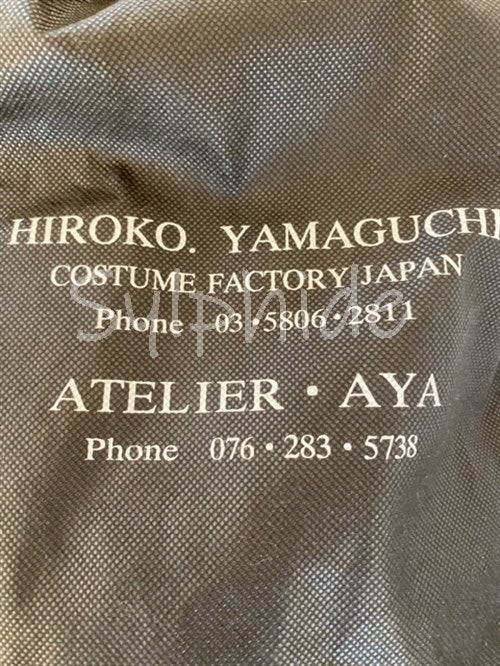 HIROKO. YAMAGUCHI
COSTUME FACTORY JAPAN
Sylphide
Phone 03・5806・2811
ATELIER・AYA
Phone 076・283・5738